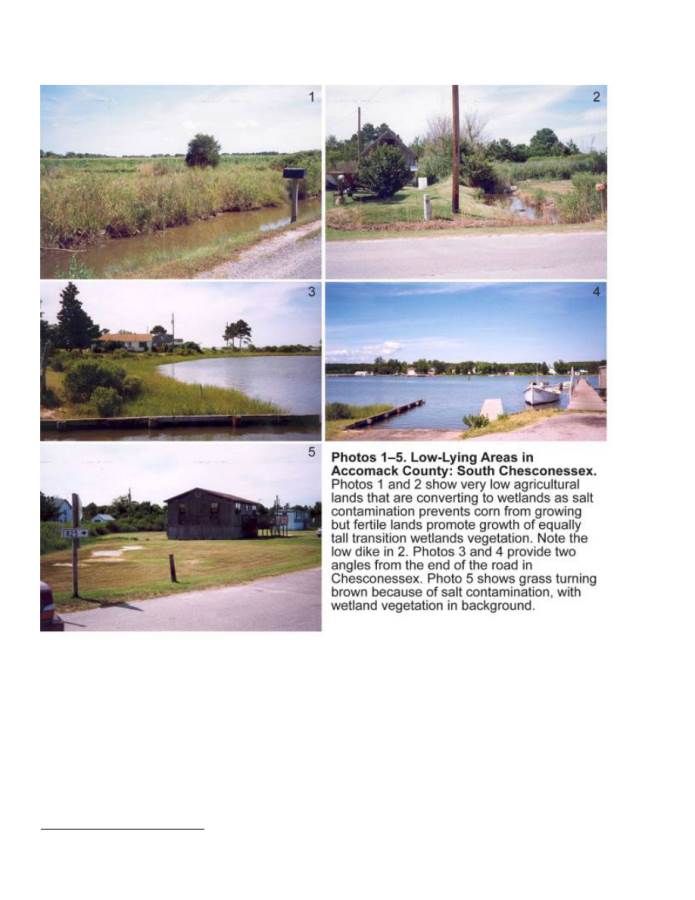 1
2
3
4
5
Photos 1–5. Low-Lying Areas in
Accomack County: South Chesconessex.
Photos 1 and 2 show very low agricultural
lands that are converting to wetlands as salt
contamination prevents corn from growing
but fertile lands promote growth of equally
tall transition wetlands vegetation. Note the
low dike in 2. Photos 3 and 4 provide two
angles from the end of the road in
Chesconessex. Photo 5 shows grass turning
brown because of salt contamination, with
wetland vegetation in background.